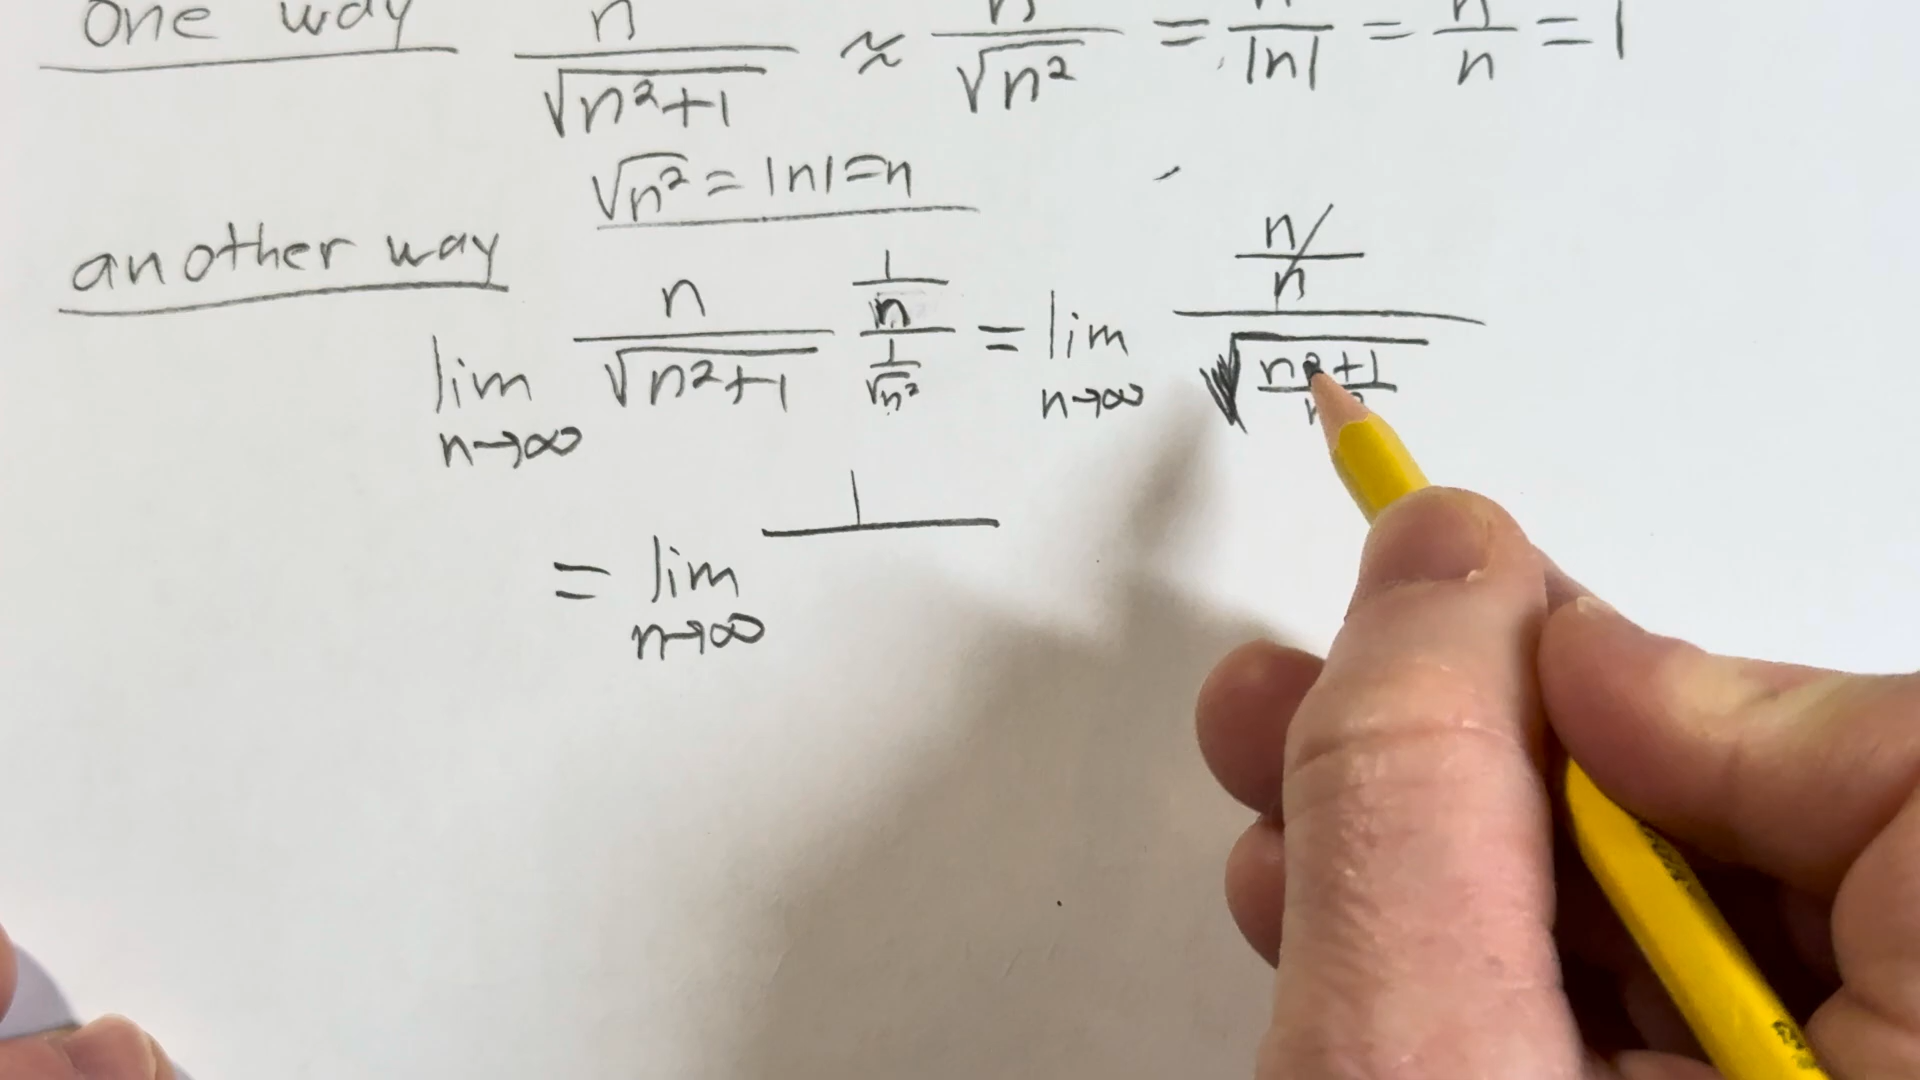 one way n/√(n²+1) ≈ n/√n² = n/|n| = n/n = 1
√n² = |n| = n
another way
lim n→∞ n/√(n²+1) (1/n)/(1/√n²) = lim n→∞ (n/n)/√((n²+1)/n²)
= lim n→∞ 1